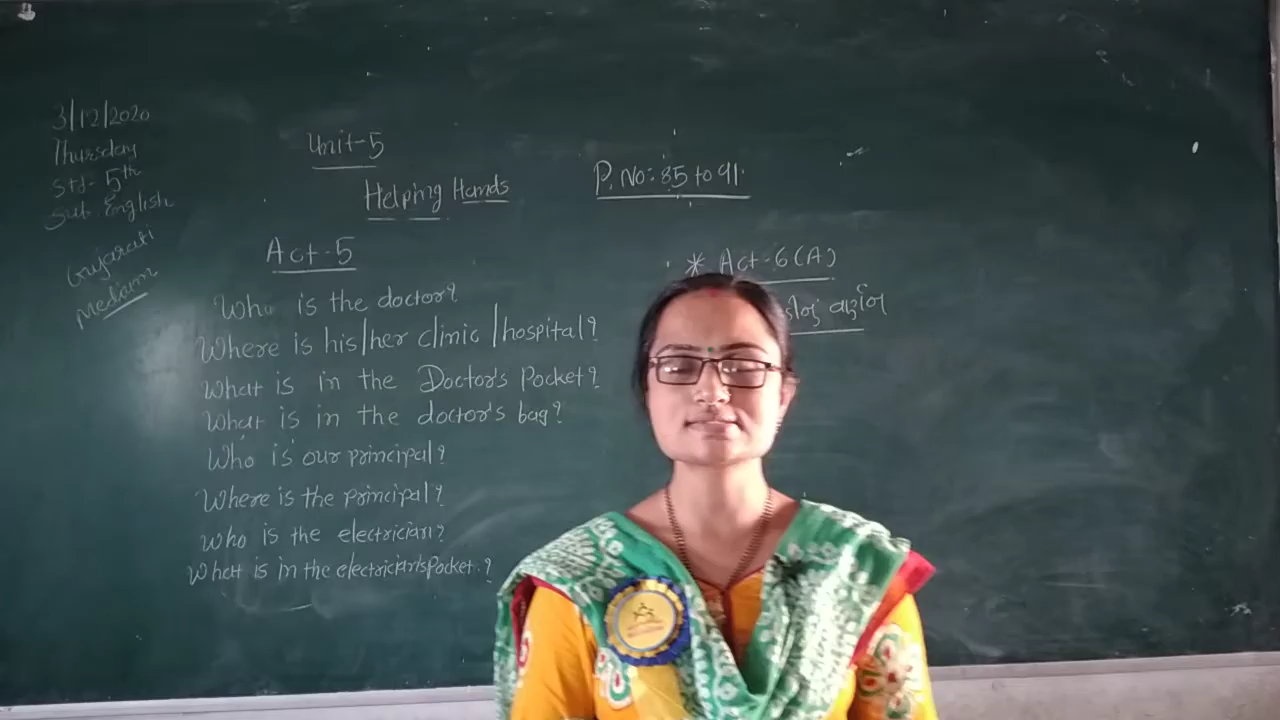 3/12/2020
Thursday
Std- 5th
Sub- English
Gujarati
Medium
Unit-5
Helping Hands
P. No: 85 to 91.
Act-5
Who is the doctor?
Where is his/her clinic/hospital?
What is in the Doctor's Pocket?
What is in the doctor's bag?
Who is our principal?
Where is the principal?
Who is the electrician?
What is in the electrician's Pocket?
* Act-6(A)